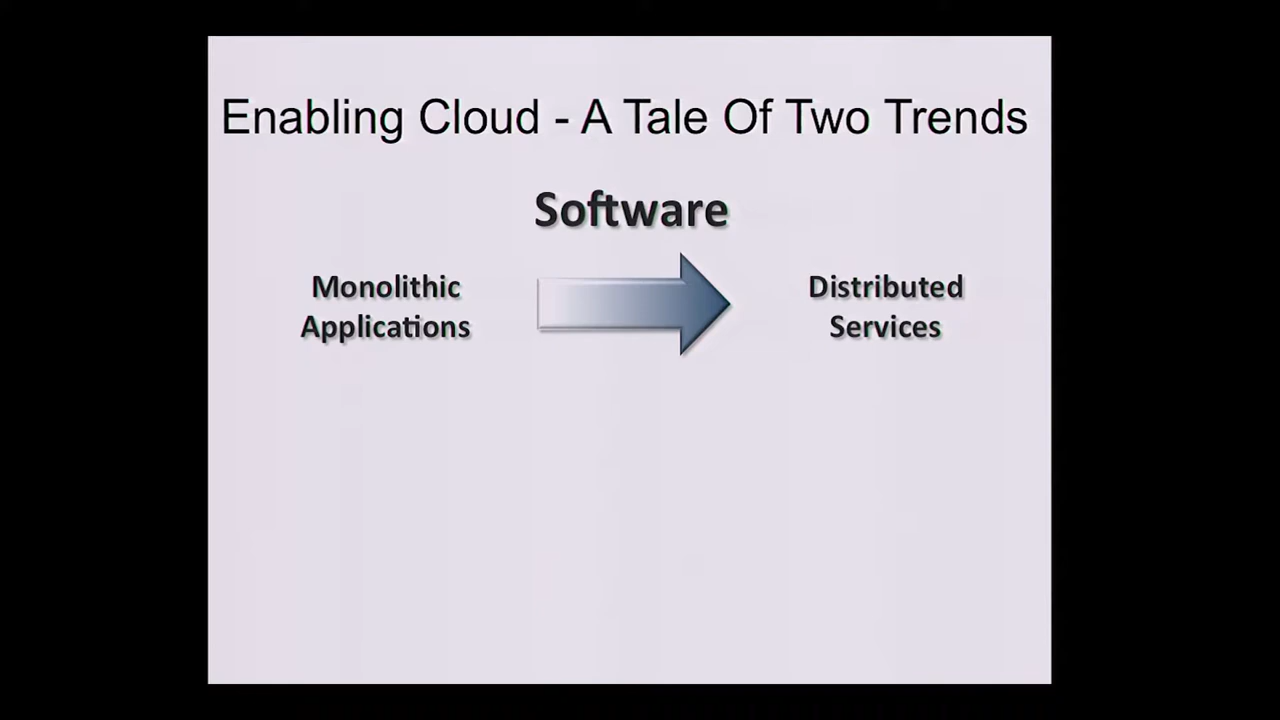 Enabling Cloud - A Tale Of Two Trends
Software
Monolithic
Applications
Distributed
Services